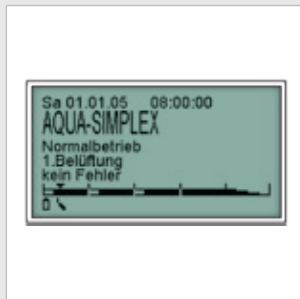 Sa 01.01.05 08:00:00
AQUA-SIMPLEX
Normalbetrieb
1.Belüftung
kein Fehler